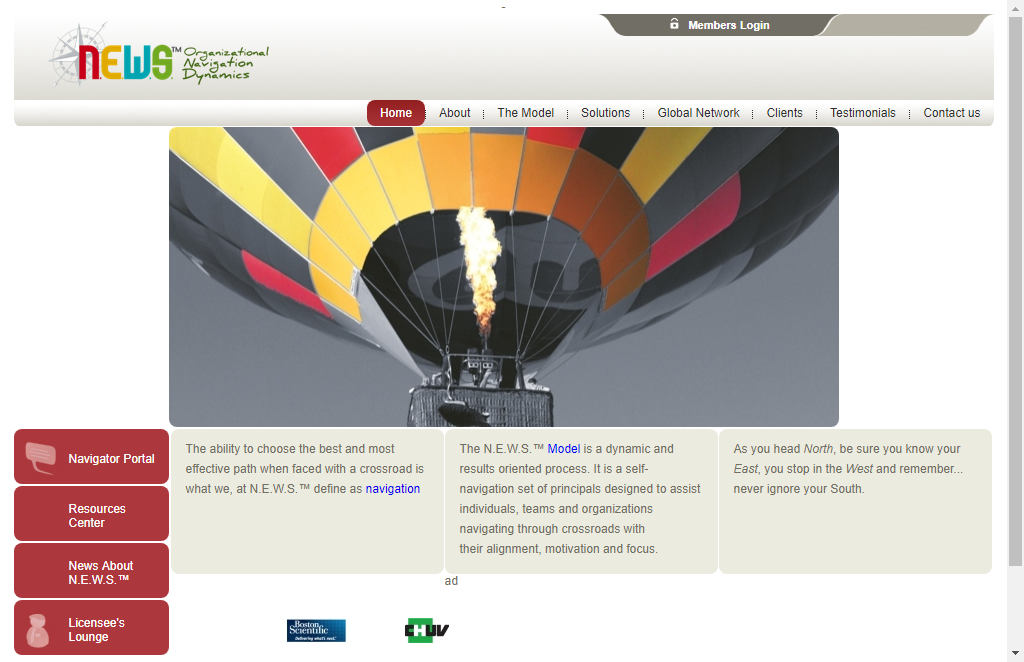 -
Members Login
N.E.W.S.™ Organizational
Navigation
Dynamics
Home
About
The Model
Solutions
Global Network
Clients
Testimonials
Contact us
Navigator Portal
Resources
Center
News About
N.E.W.S.™
Licensee's
Lounge
The ability to choose the best and most
effective path when faced with a crossroad is
what we, at N.E.W.S.™ define as navigation
The N.E.W.S.™ Model is a dynamic and
results oriented process. It is a self-
navigation set of principals designed to assist
individuals, teams and organizations
navigating through crossroads with
their alignment, motivation and focus.
As you head North, be sure you know your
East, you stop in the West and remember...
never ignore your South.
ad
Boston
Scientific
Delivering what's next.™
CHUV